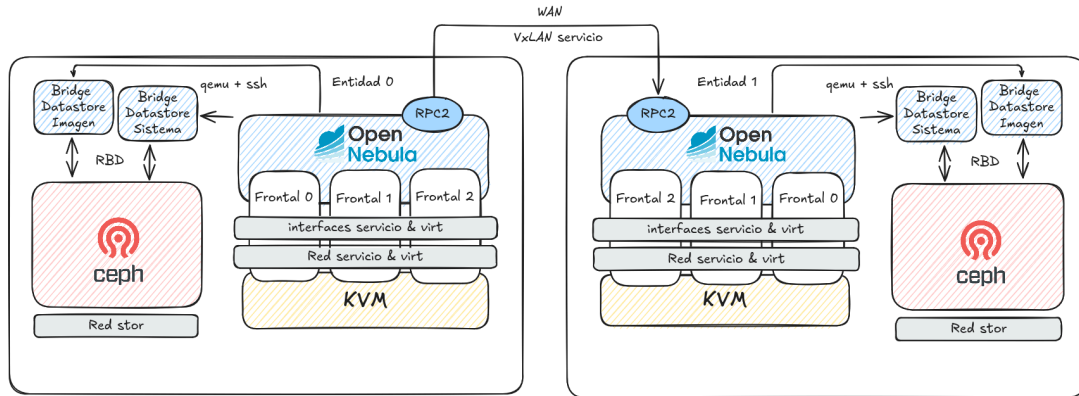 WAN
VxLAN servicio
Entidad 0
qemu + ssh
Bridge
Datastore
Imagen
Bridge
Datastore
Sistema
RPC2
Open
Nebula
RBD
Frontal 0
Frontal 1
Frontal 2
interfaces servicio & virt
Red servicio & virt
ceph
KVM
Red stor
Entidad 1
qemu + ssh
RPC2
Bridge
Datastore
Sistema
Bridge
Datastore
Imagen
Open
Nebula
RBD
Frontal 2
Frontal 1
Frontal 0
interfaces servicio & virt
Red servicio & virt
ceph
KVM
Red stor